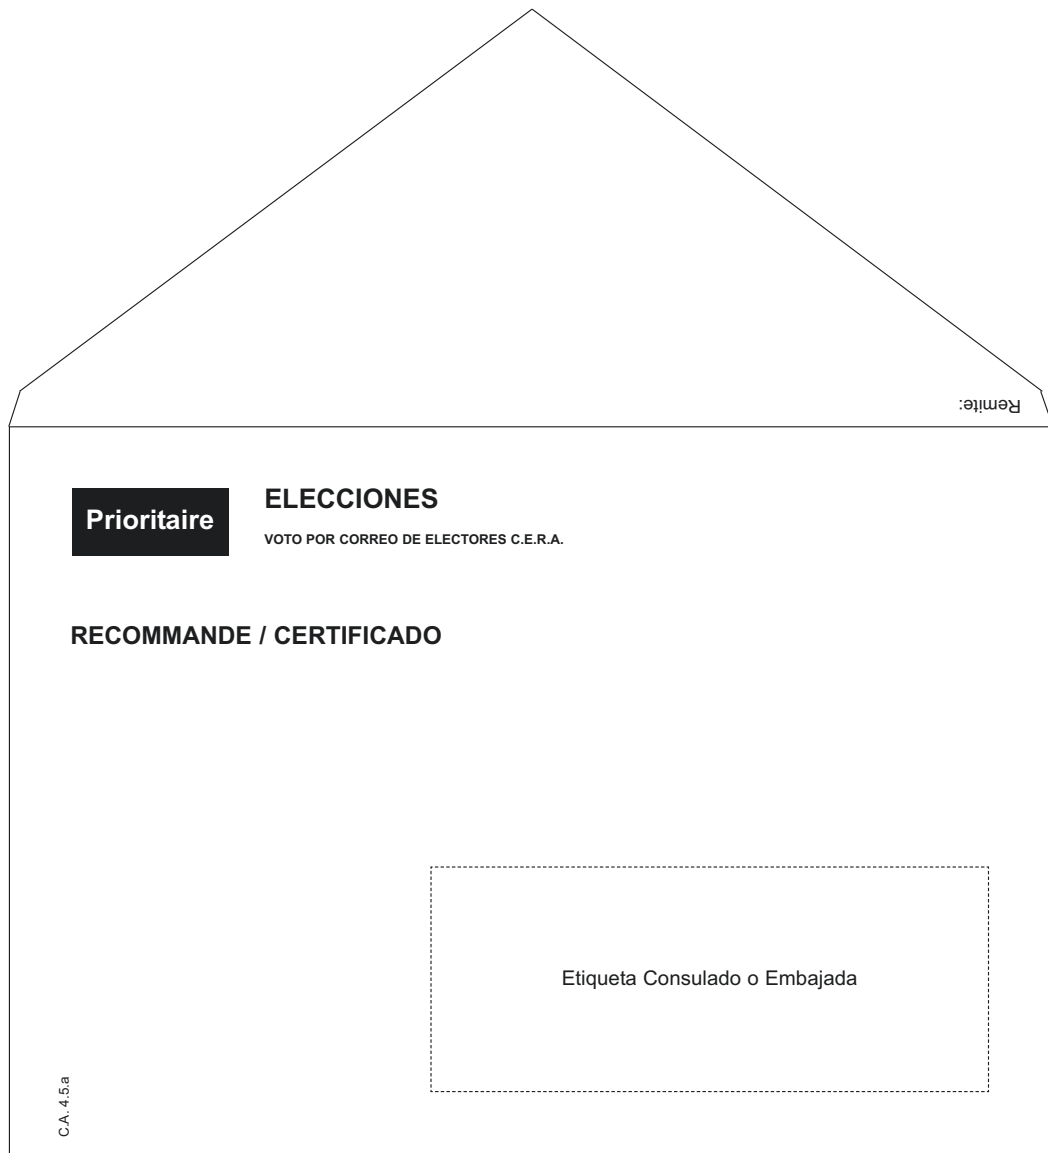 Remite:
Prioritaire
ELECCIONES
VOTO POR CORREO DE ELECTORES C.E.R.A.
RECOMMANDE / CERTIFICADO
Etiqueta Consulado o Embajada
C.A. 4.5.a